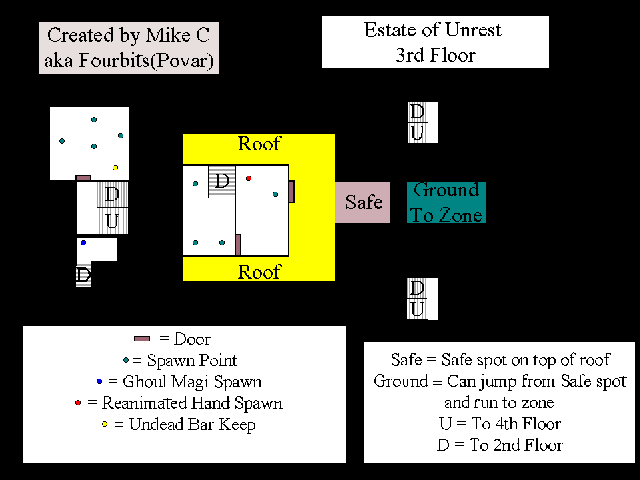 Created by Mike C
aka Fourbits(Povar)
Estate of Unrest
3rd Floor
D
U
Roof
D
D
U
Safe
Ground
To Zone
D
Roof
D
U
= Door
= Spawn Point
= Ghoul Magi Spawn
= Reanimated Hand Spawn
= Undead Bar Keep
Safe = Safe spot on top of roof
Ground = Can jump from Safe spot
and run to zone
U = To 4th Floor
D = To 2nd Floor